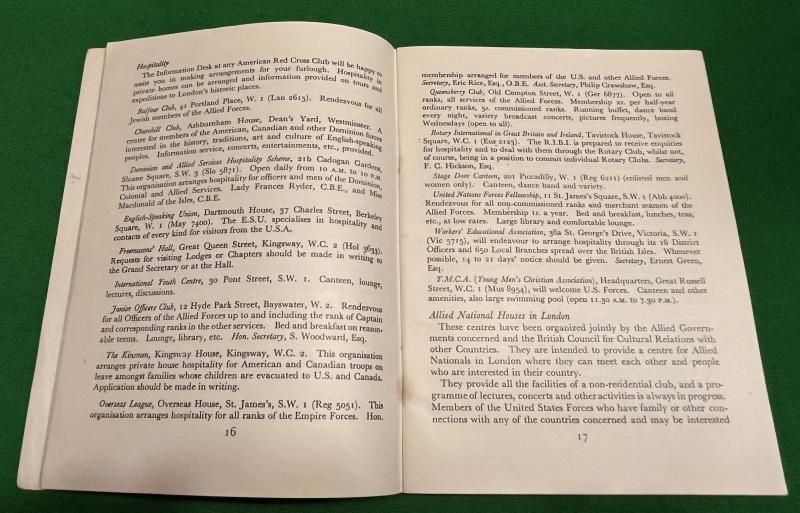 Hospitality
The Information Desk at any American Red Cross Club will be happy to
assist you in making arrangements for your furlough. Hospitality in
private homes can be arranged and information provided on tours and
expeditions to London's historic places.
Balfour Club, 41 Portland Place, W. 1 (Lan 2615). Rendezvous for all
Jewish members of the Allied Forces.
Churchill Club, Ashburnham House, Dean's Yard, Westminster. A
centre for members of the American, Canadian and other Dominion forces
interested in the history, traditions, art and culture of English-speaking
peoples. Information service, concerts, entertainments, etc., provided.
Dominion and Allied Services Hospitality Scheme, 21b Cadogan Gardens,
Sloane Square, S.W. 3 (Slo 5871). Open daily from 10 A.M. to 10 P.M.
This organisation arranges hospitality for officers and men of the Dominion,
Colonial and Allied Services. Lady Frances Ryder, C.B.E., and Miss
Macdonald of the Isles, C.B.E.
English-Speaking Union, Dartmouth House, 37 Charles Street, Berkeley
Square, W. 1 (May 7400). The E.S.U. specialises in hospitality and
contacts of every kind for visitors from the U.S.A.
Freemasons' Hall, Great Queen Street, Kingsway, W.C. 2 (Hol 3633).
Requests for visiting Lodges or Chapters should be made in writing to
the Grand Secretary or at the Hall.
International Youth Centre, 30 Pont Street, S.W. 1. Canteen, lounge,
lectures, discussions.
Junior Officers Club, 12 Hyde Park Street, Bayswater, W. 2. Rendezvous
for all Officers of the Allied Forces up to and including the rank of Captain
and corresponding ranks in the other services. Bed and breakfast on reason-
able terms. Lounge, library, etc. Hon. Secretary, S. Woodward, Esq.
The Kinsmen, Kingsway House, Kingsway, W.C. 2. This organisation
arranges private house hospitality for American and Canadian troops on
leave amongst families whose children are evacuated to U.S. and Canada.
Application should be made in writing.
Overseas League, Overseas House, St. James's, S.W. 1 (Reg 5051). This
organisation arranges hospitality for all ranks of the Empire Forces. Hon.
16
membership arranged for members of the U.S. and other Allied Forces.
Secretary, Eric Rice, Esq., O.B.E. Asst. Secretary, Philip Crawshaw, Esq.
Queensberry Club, Old Compton Street, W. 1 (Ger 6877). Open to all
ranks, all services of the Allied Forces. Membership 2s. per half-year
ordinary ranks, 5s. commissioned ranks. Running buffet, dance band
every night, variety broadcast concerts, pictures frequently, boxing
Wednesdays (open to all).
Rotary International in Great Britain and Ireland, Tavistock House, Tavistock
Square, W.C. 1 (Eus 2123). The R.I.B.I. is prepared to receive enquiries
for hospitality and to deal with them through the Rotary Club, whilst not,
of course, being in a position to commit individual Rotary Clubs. Secretary,
F. C. Hickson, Esq.
Stage Door Canteen, 201 Piccadilly, W. 1 (Reg 6211) (enlisted men and
women only). Canteen, dance band and variety.
United Nations Forces Fellowship, 11 St. James's Square, S.W. 1 (Abb 4000).
Rendezvous for all non-commissioned ranks and merchant seamen of the
Allied Forces. Membership 1s. a year. Bed and breakfast, lunches, teas,
etc., at low rates. Large library and comfortable lounge.
Workers' Educational Association, 38a St. George's Drive, Victoria, S.W. 1
(Vic 5715), will endeavour to arrange hospitality through its 18 District
Officers and 650 Local Branches spread over the British Isles. Whenever
possible, 14 to 21 days' notice should be given. Secretary, Ernest Green,
Esq.
Y.M.C.A. (Young Men's Christian Association), Headquarters, Great Russell
Street, W.C. 1 (Mus 8954), will welcome U.S. Forces. Canteen and other
amenities, also large swimming pool (open 11.30 A.M. to 7.30 P.M.).
Allied National Houses in London
These centres have been organized jointly by the Allied Govern-
ments concerned and the British Council for Cultural Relations with
other Countries. They are intended to provide a centre for Allied
Nationals in London where they can meet each other and people
who are interested in their country.
They provide all the facilities of a non-residential club, and a pro-
gramme of lectures, concerts and other activities is always in progress.
Members of the United States Forces who have family or other con-
nections with any of the countries concerned and may be interested
17